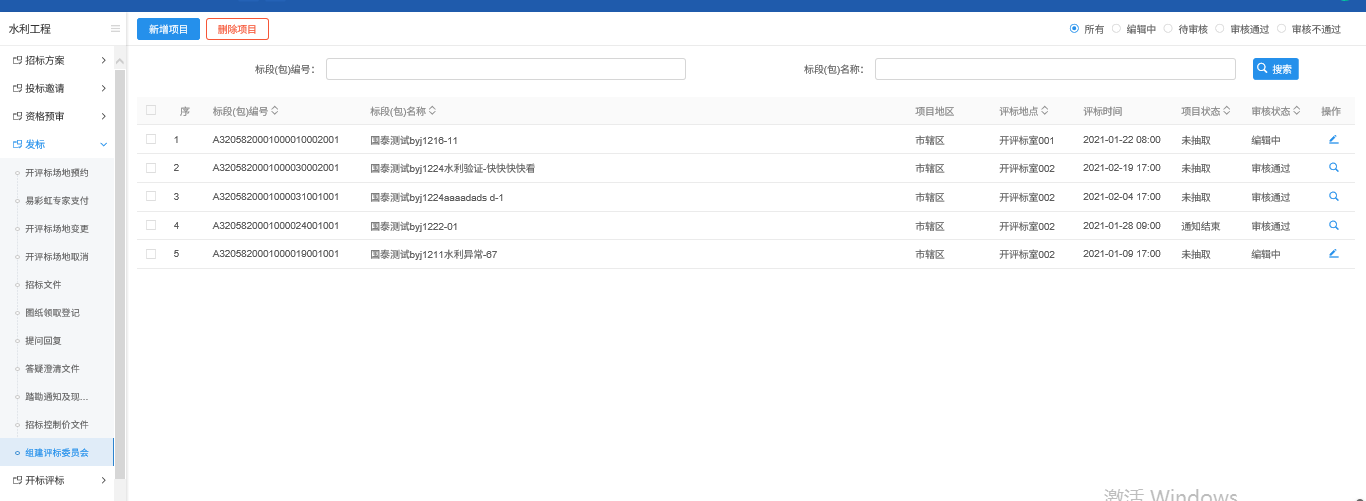 水利工程
招标方案
投标邀请
资格预审
发标
开评标场地预约
易彩虹专家支付
开评标场地变更
开评标场地取消
招标文件
图纸领取登记
提问回复
答疑澄清文件
踏勘通知及现...
招标控制价文件
组建评标委员会
开标评标
新增项目 删除项目 所有 编辑中 待审核 审核通过 审核不通过
标段(包)编号: 标段(包)名称: 搜索
序 标段(包)编号 标段(包)名称 项目地区 评标地点 评标时间 项目状态 审核状态 操作
1 A3205820001000010002001 国泰测试byj1216-11 市辖区 开评标室001 2021-01-22 08:00 未抽取 编辑中
2 A3205820001000030002001 国泰测试byj1224水利验证-快快快快看 市辖区 开评标室002 2021-02-19 17:00 未抽取 审核通过
3 A3205820001000031001001 国泰测试byj1224aaaadads d-1 市辖区 开评标室002 2021-02-04 17:00 未抽取 审核通过
4 A3205820001000024001001 国泰测试byj1222-01 市辖区 开评标室002 2021-01-28 09:00 通知结束 审核通过
5 A3205820001000019001001 国泰测试byj1211水利异常-67 市辖区 开评标室002 2021-01-09 17:00 未抽取 编辑中
激活 Windows